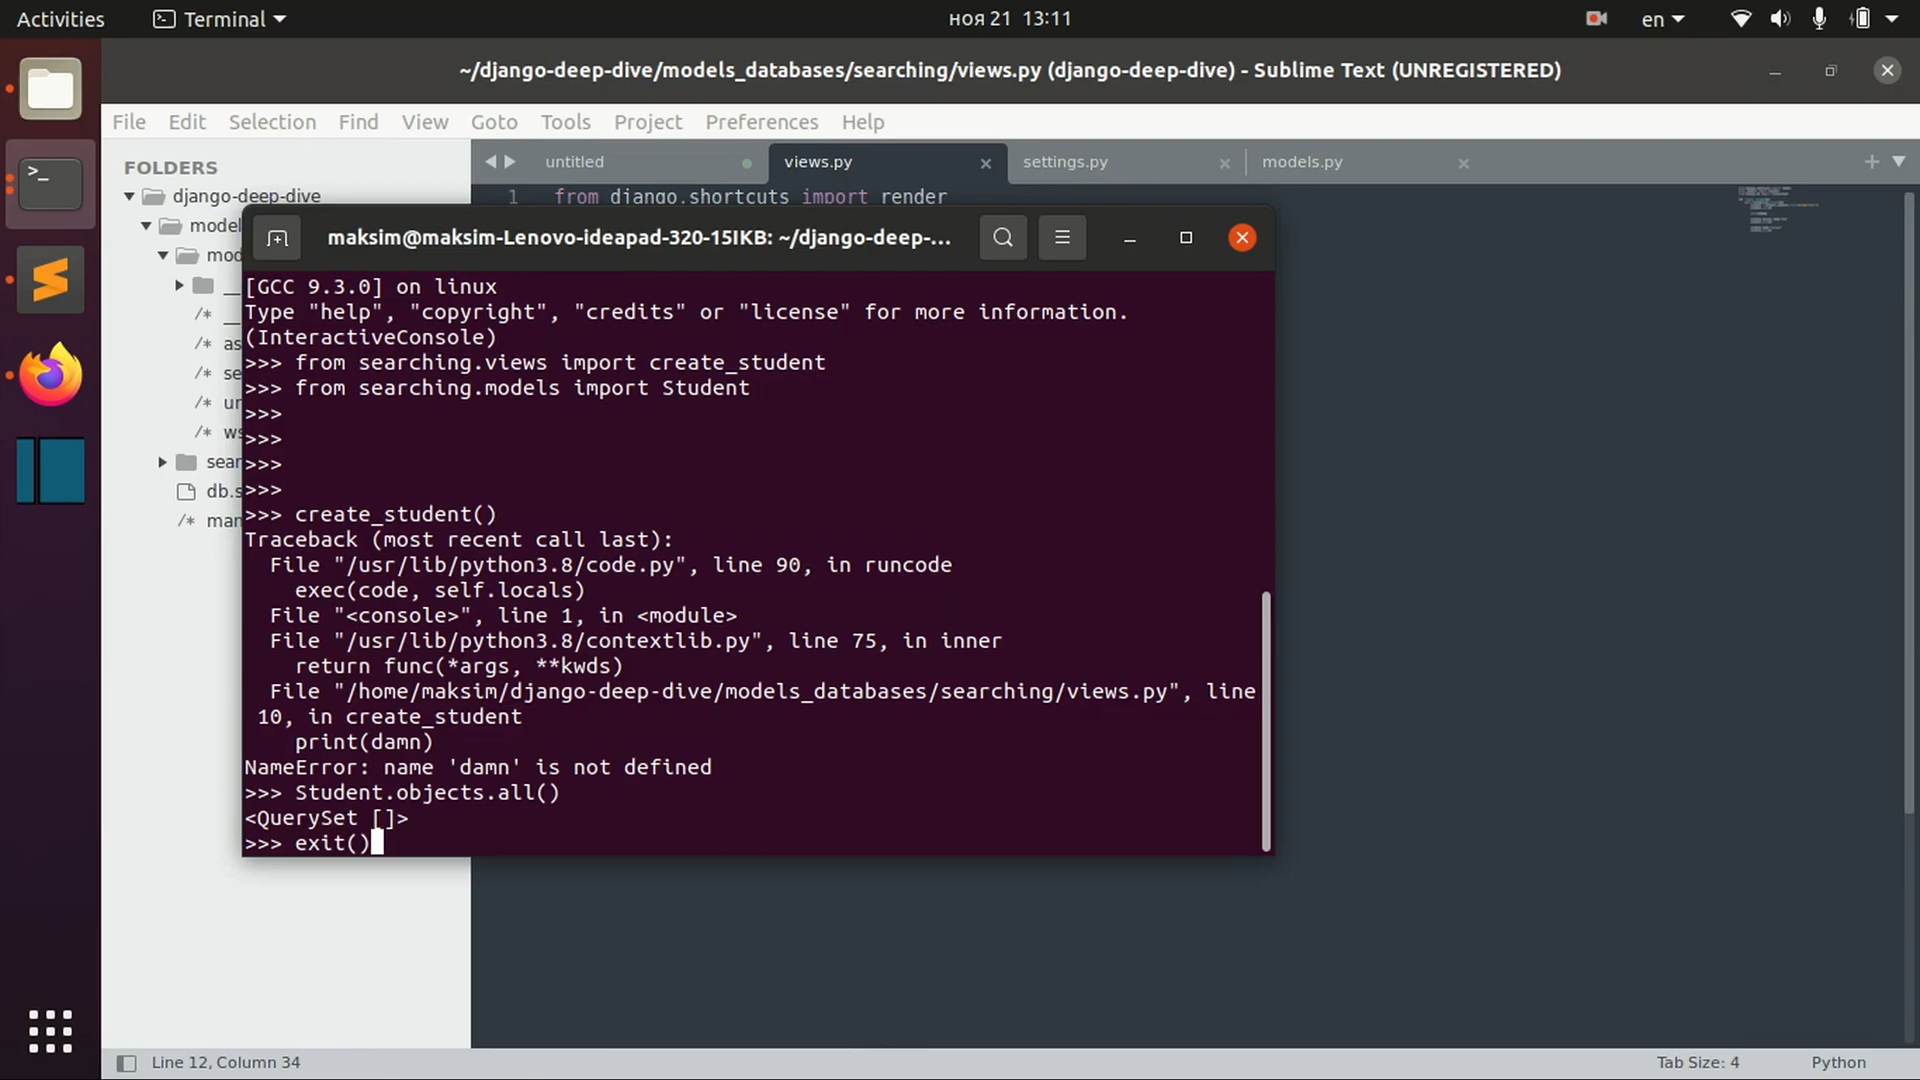 Activities
Terminal
ноя 21 13:11
en
~/django-deep-dive/models_databases/searching/views.py (django-deep-dive) - Sublime Text (UNREGISTERED)
File Edit Selection Find View Goto Tools Project Preferences Help
FOLDERS
django-deep-dive
untitled
views.py
settings.py
models.py
1 from django.shortcuts import render
maksim@maksim-Lenovo-ideapad-320-15IKB: ~/django-deep-...
[GCC 9.3.0] on linux
Type "help", "copyright", "credits" or "license" for more information.
(InteractiveConsole)
>>> from searching.views import create_student
>>> from searching.models import Student
>>>
>>>
>>>
>>>
>>> create_student()
Traceback (most recent call last):
File "/usr/lib/python3.8/code.py", line 90, in runcode
exec(code, self.locals)
File "<console>", line 1, in <module>
File "/usr/lib/python3.8/contextlib.py", line 75, in inner
return func(*args, **kwds)
File "/home/maksim/django-deep-dive/models_databases/searching/views.py", line
10, in create_student
print(damn)
NameError: name 'damn' is not defined
>>> Student.objects.all()
<QuerySet []>
>>> exit()
Line 12, Column 34
Tab Size: 4
Python